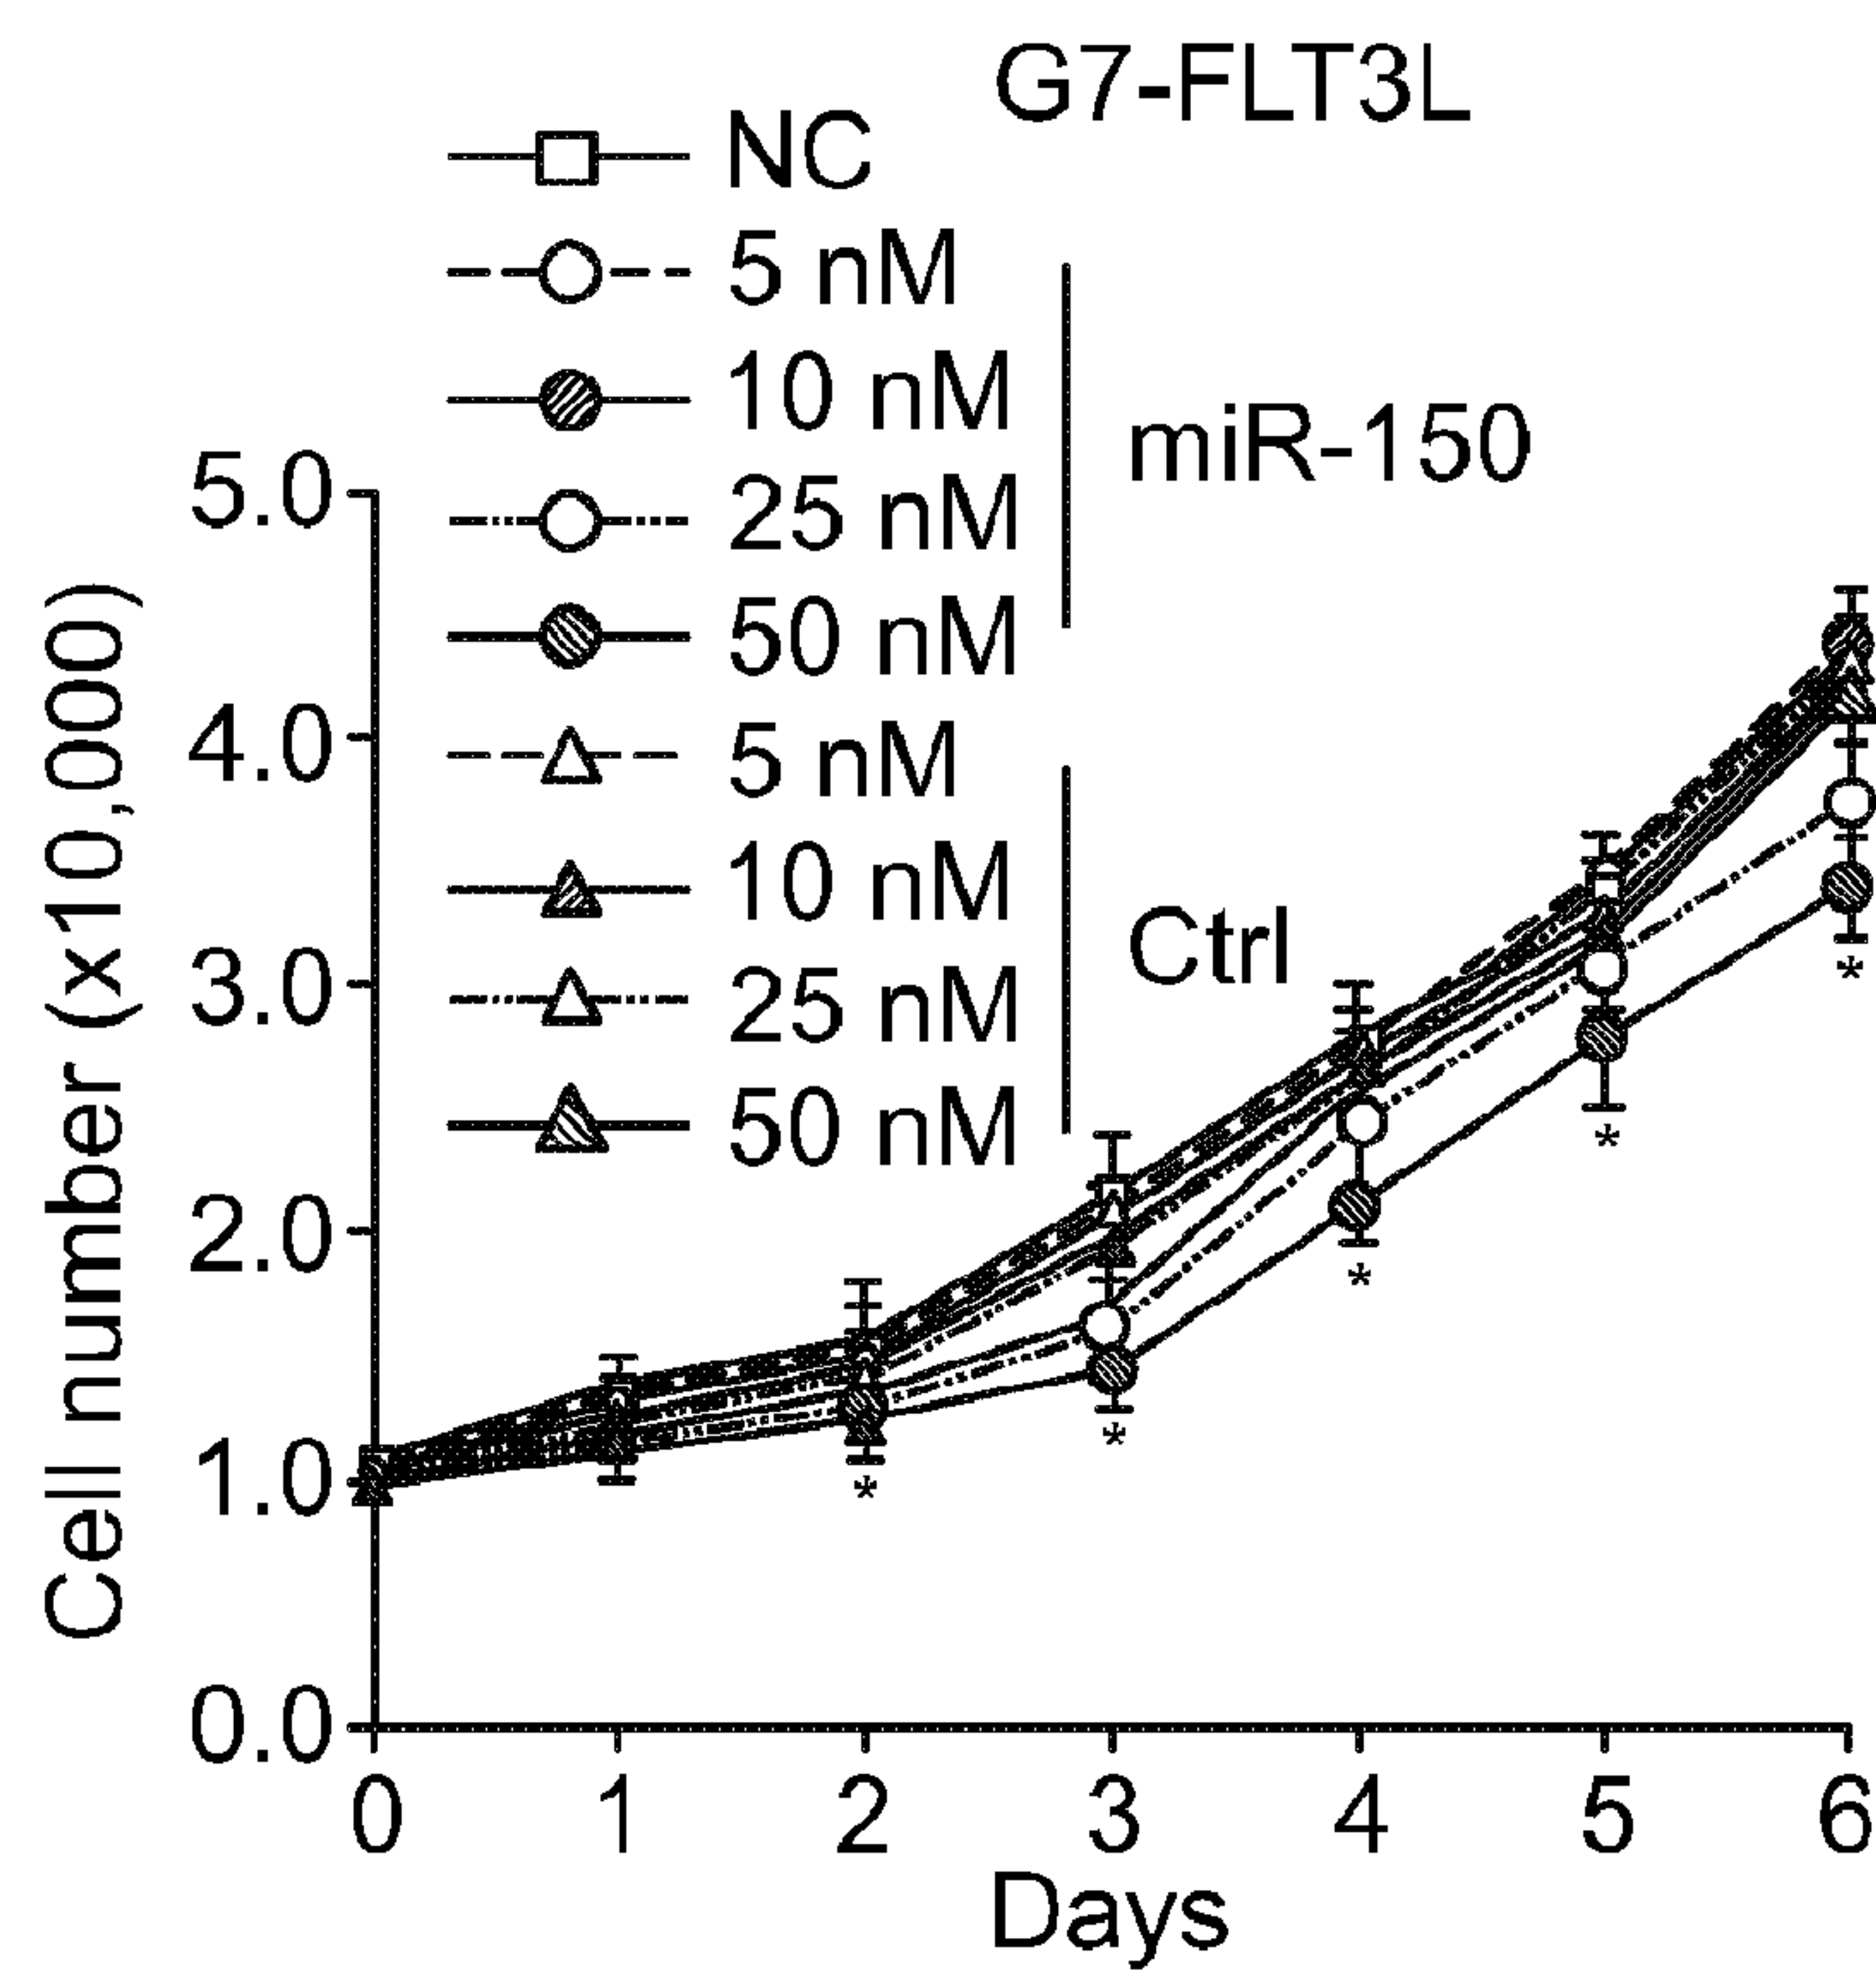 G7-FLT3L
NC
5 nM
10 nM
25 nM
50 nM
miR-150
5 nM
10 nM
25 nM
50 nM
Ctrl
Cell number (x10,000)
5.0
4.0
3.0
2.0
1.0
0.0
*
*
*
*
*
0 1 2 3 4 5 6
Days